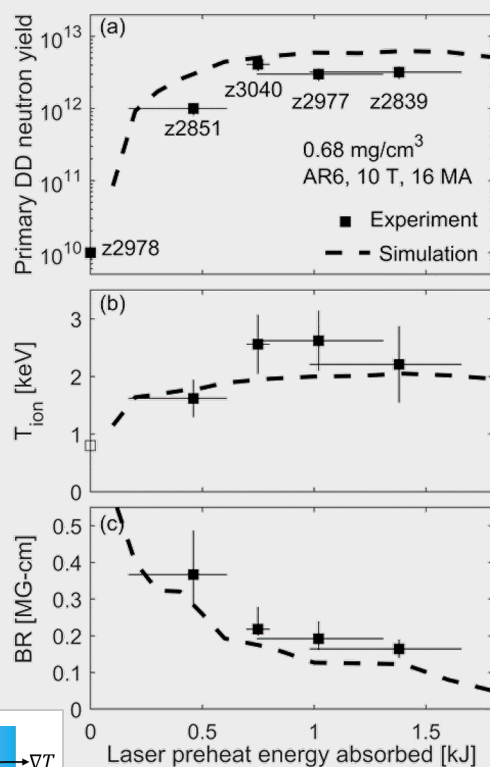 (a)
Primary DD neutron yield
10¹³
10¹²
10¹¹
10¹⁰
z2978
z2851
z3040
z2977
z2839
0.68 mg/cm³
AR6, 10 T, 16 MA
Experiment
Simulation
(b)
T_ion [keV]
3
2
1
0
(c)
BR [MG-cm]
0.5
0.4
0.3
0.2
0.1
0
0 0.5 1 1.5
Laser preheat energy absorbed [kJ]
∇T